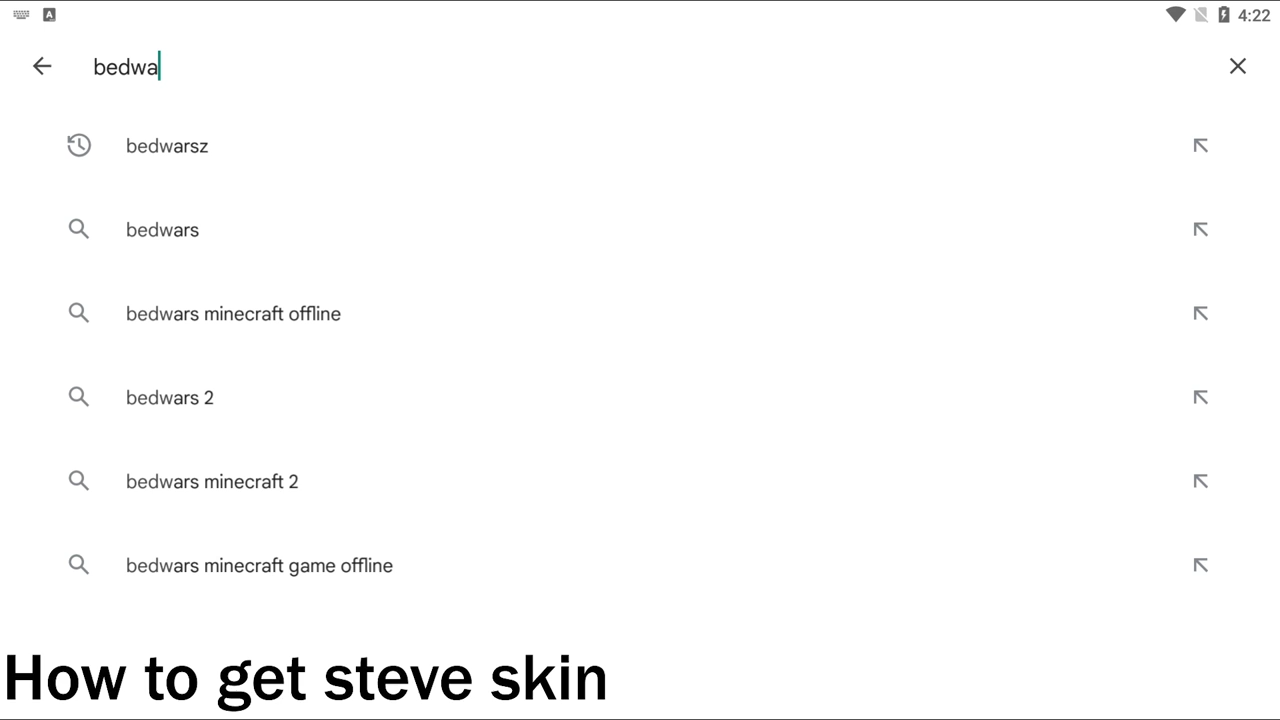 4:22
bedwa
bedwarsz
bedwars
bedwars minecraft offline
bedwars 2
bedwars minecraft 2
bedwars minecraft game offline
How to get steve skin